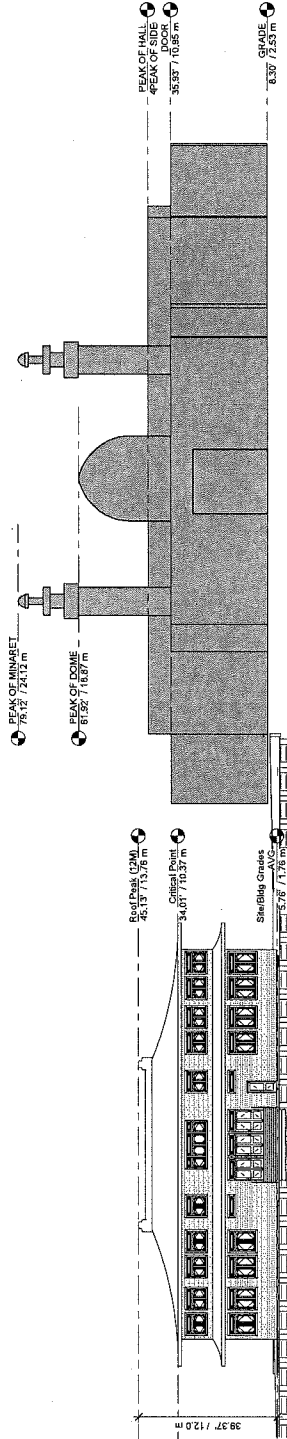 39.37' / 12.0 m
Roof Peak (12M)
45.13' / 13.76 m
Critical Point
34.01' / 10.37 m
Site/Bldg Grades
AVG
5.76' / 1.76 m
PEAK OF MINARET
79.12' / 24.12 m
PEAK OF DOME
61.92' / 18.87 m
PEAK OF HALL
4PEAK OF SIDE
DOOR
35.93' / 10.95 m
GRADE
8.30' / 2.53 m